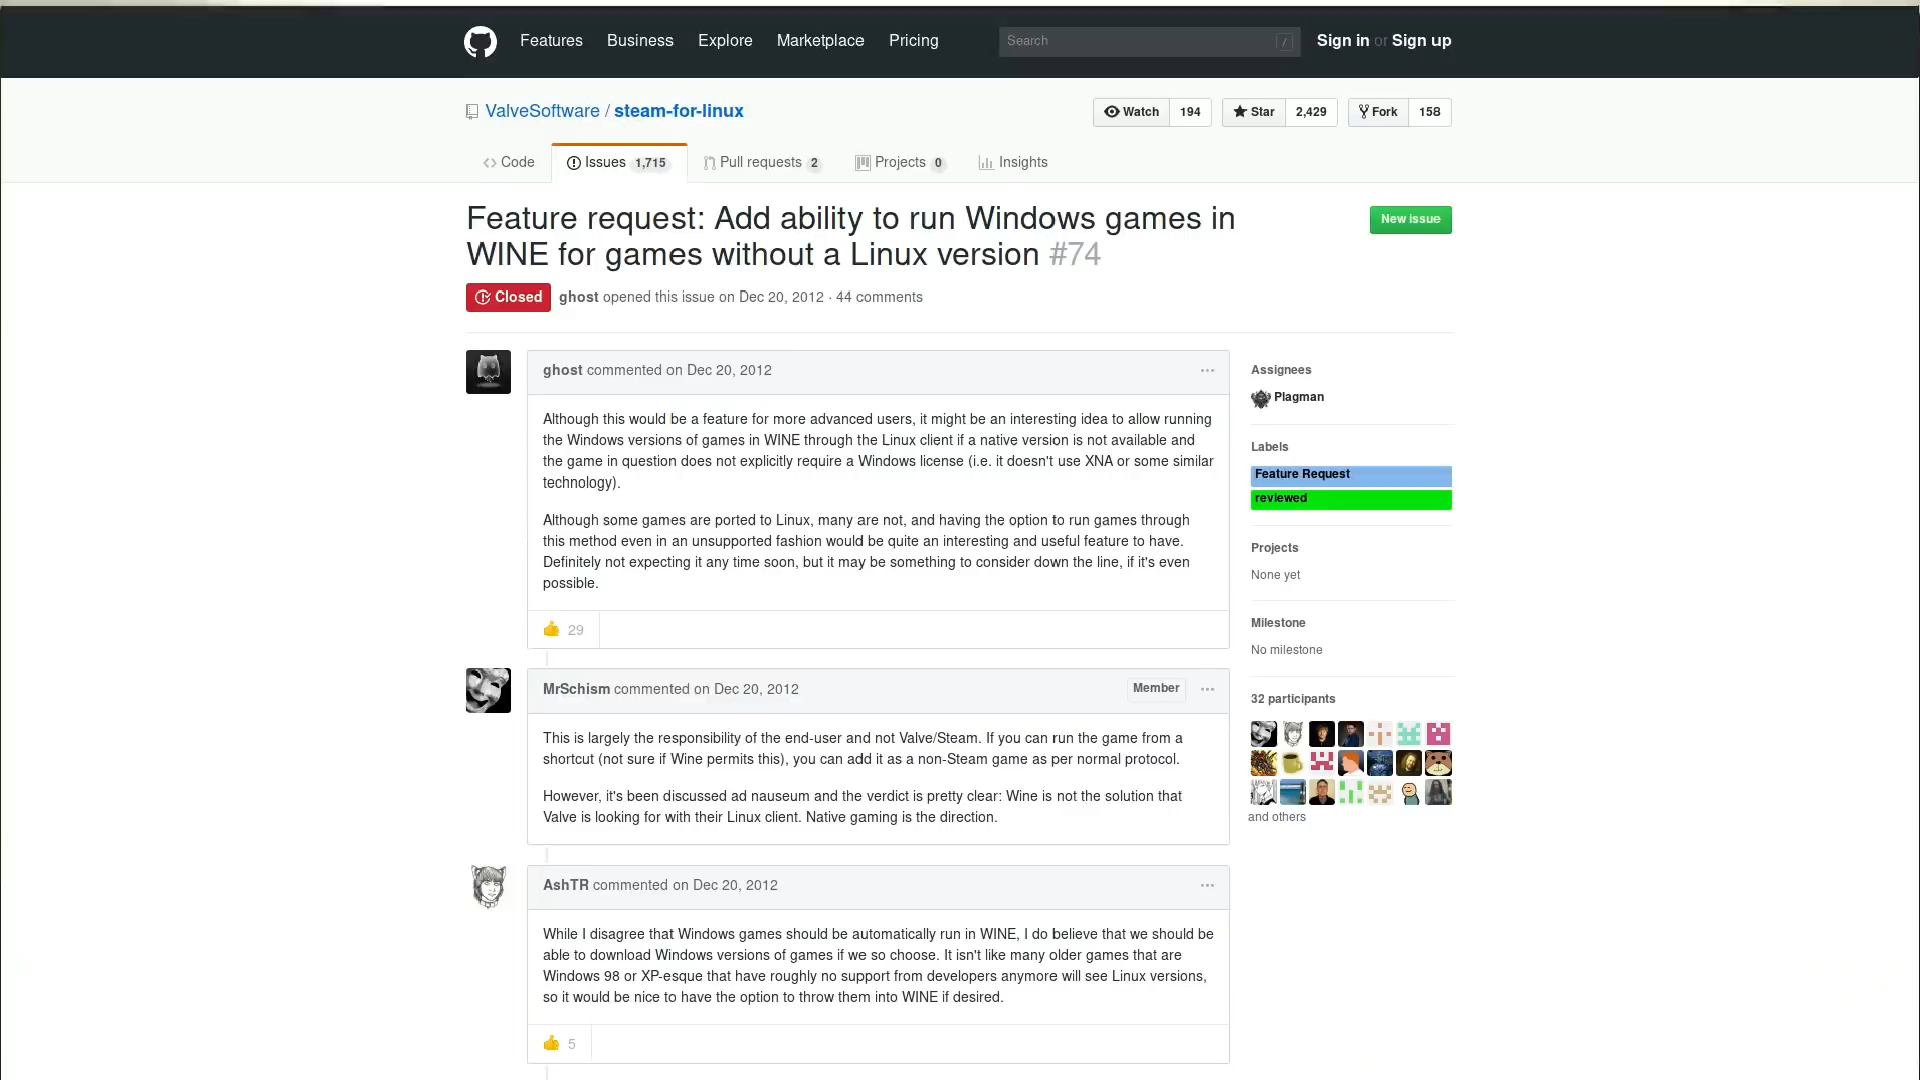 Features Business Explore Marketplace Pricing Search / Sign in or Sign up
ValveSoftware / steam-for-linux Watch 194 Star 2,429 Fork 158
Code Issues 1,715 Pull requests 2 Projects 0 Insights
Feature request: Add ability to run Windows games in
WINE for games without a Linux version #74
New issue
Closed ghost opened this issue on Dec 20, 2012 · 44 comments
ghost commented on Dec 20, 2012
Although this would be a feature for more advanced users, it might be an interesting idea to allow running
the Windows versions of games in WINE through the Linux client if a native version is not available and
the game in question does not explicitly require a Windows license (i.e. it doesn't use XNA or some similar
technology).
Although some games are ported to Linux, many are not, and having the option to run games through
this method even in an unsupported fashion would be quite an interesting and useful feature to have.
Definitely not expecting it any time soon, but it may be something to consider down the line, if it's even
possible.
29
MrSchism commented on Dec 20, 2012 Member
This is largely the responsibility of the end-user and not Valve/Steam. If you can run the game from a
shortcut (not sure if Wine permits this), you can add it as a non-Steam game as per normal protocol.
However, it's been discussed ad nauseum and the verdict is pretty clear: Wine is not the solution that
Valve is looking for with their Linux client. Native gaming is the direction.
AshTR commented on Dec 20, 2012
While I disagree that Windows games should be automatically run in WINE, I do believe that we should be
able to download Windows versions of games if we so choose. It isn't like many older games that are
Windows 98 or XP-esque that have roughly no support from developers anymore will see Linux versions,
so it would be nice to have the option to throw them into WINE if desired.
5
Assignees
Plagman
Labels
Feature Request
reviewed
Projects
None yet
Milestone
No milestone
32 participants
and others